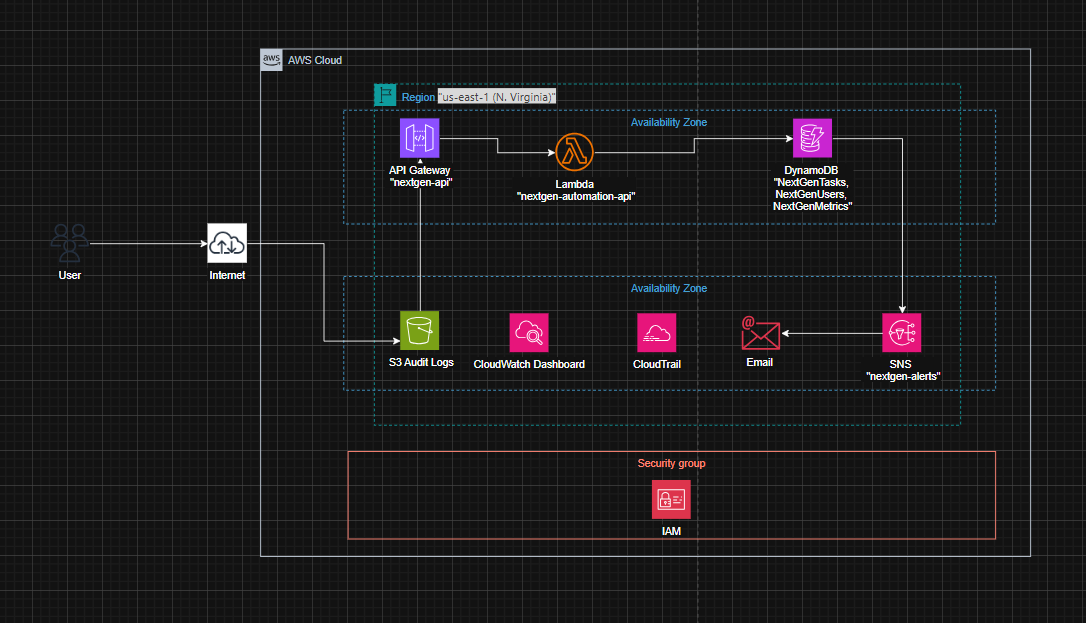 aws
AWS Cloud
Region "us-east-1 (N. Virginia)"
Availability Zone
API Gateway
"nextgen-api"
Lambda
"nextgen-automation-api"
DynamoDB
"NextGenTasks,
NextGenUsers,
NextGenMetrics"
User
Internet
Availability Zone
S3 Audit Logs
CloudWatch Dashboard
CloudTrail
@
Email
SNS
"nextgen-alerts"
Security group
IAM